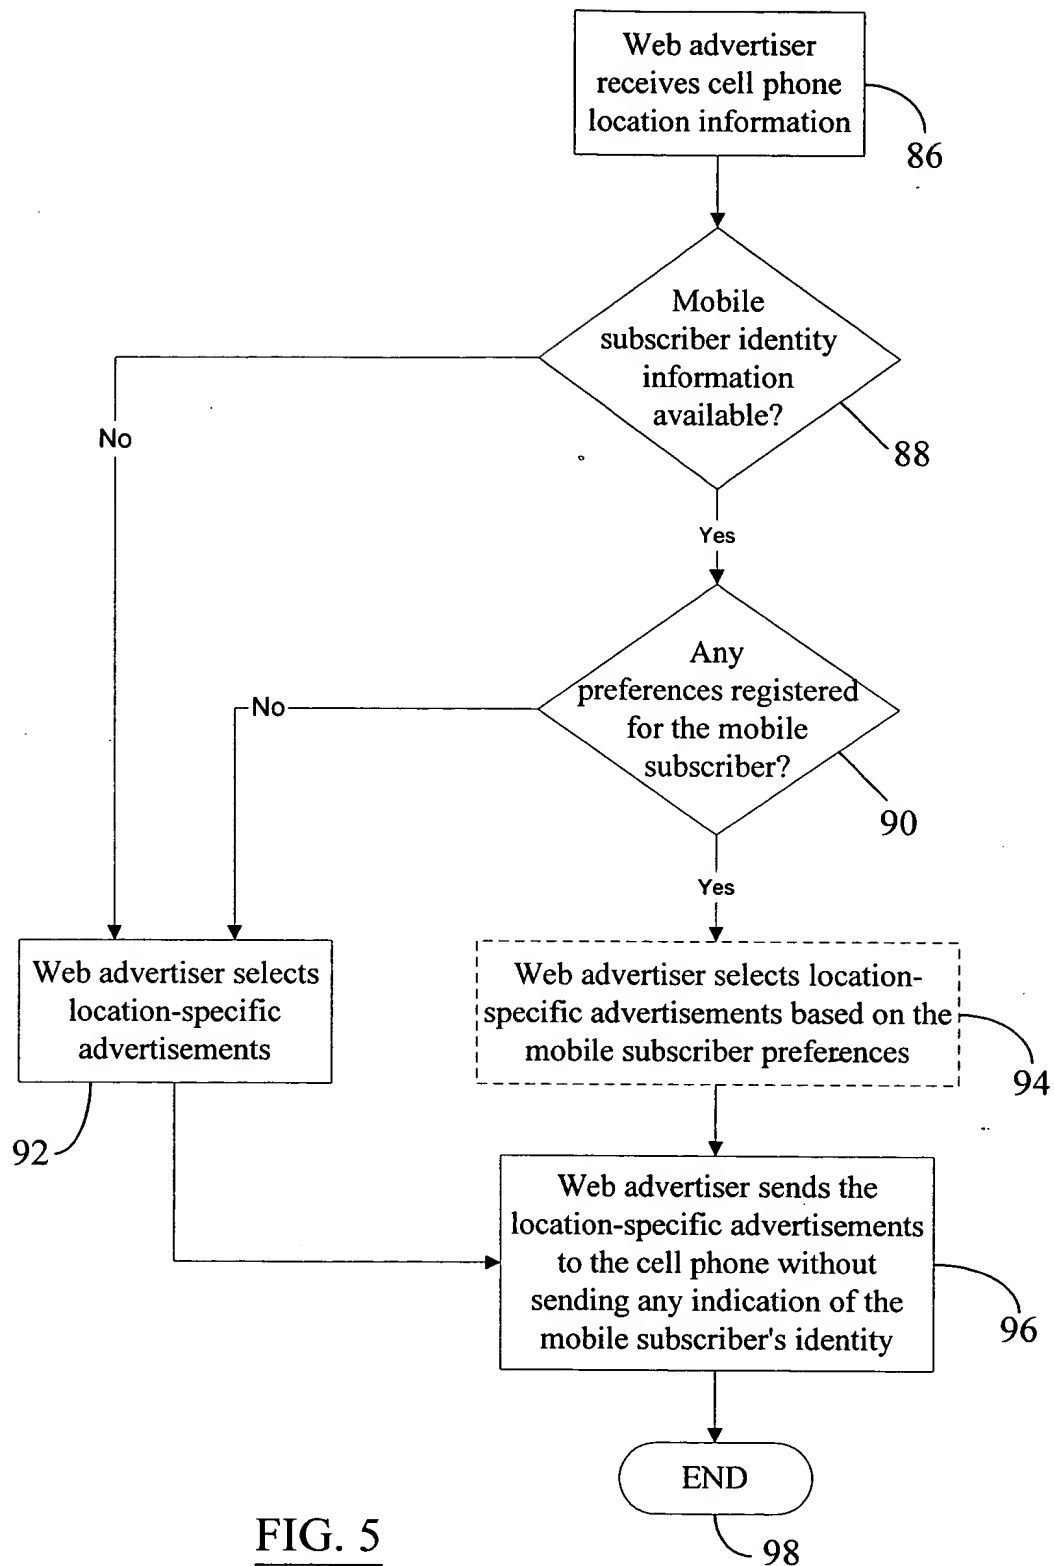 Web advertiser
receives cell phone
location information
86
Mobile
subscriber identity
information
available?
88
No
Yes
Any
preferences registered
for the mobile
subscriber?
90
No
Yes
Web advertiser selects
location-specific
advertisements
92
Web advertiser selects location-
specific advertisements based on the
mobile subscriber preferences
94
Web advertiser sends the
location-specific advertisements
to the cell phone without
sending any indication of the
mobile subscriber's identity
96
END
98
FIG. 5